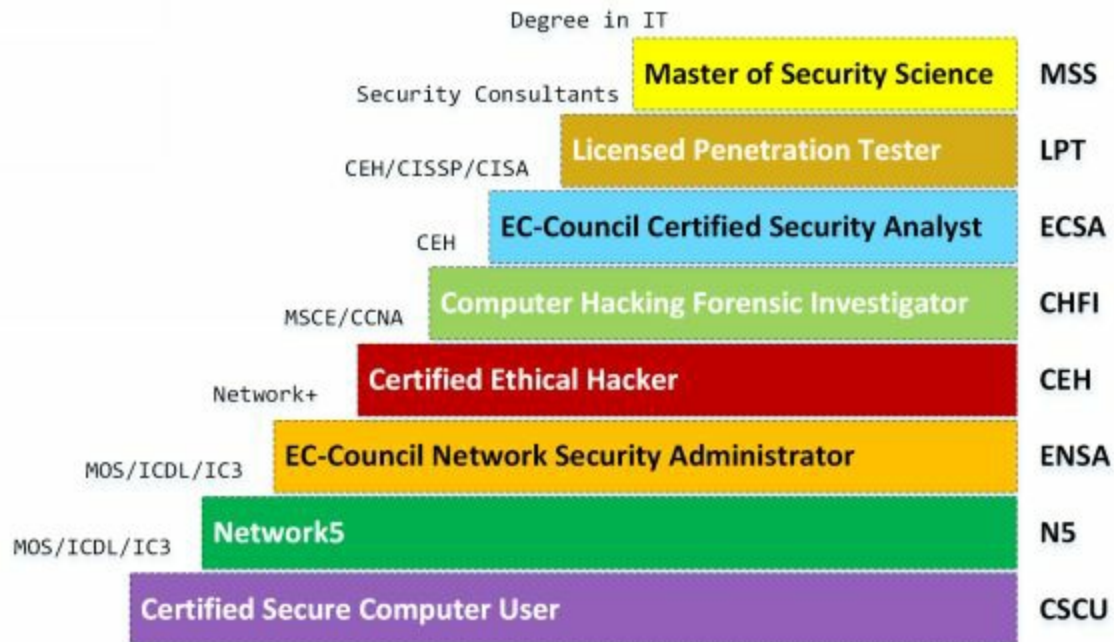 Degree in IT
Master of Security Science MSS
Security Consultants
Licensed Penetration Tester LPT
CEH/CISSP/CISA
EC-Council Certified Security Analyst ECSA
CEH
Computer Hacking Forensic Investigator CHFI
MSCE/CCNA
Certified Ethical Hacker CEH
Network+
EC-Council Network Security Administrator ENSA
MOS/ICDL/IC3
Network5 N5
MOS/ICDL/IC3
Certified Secure Computer User CSCU